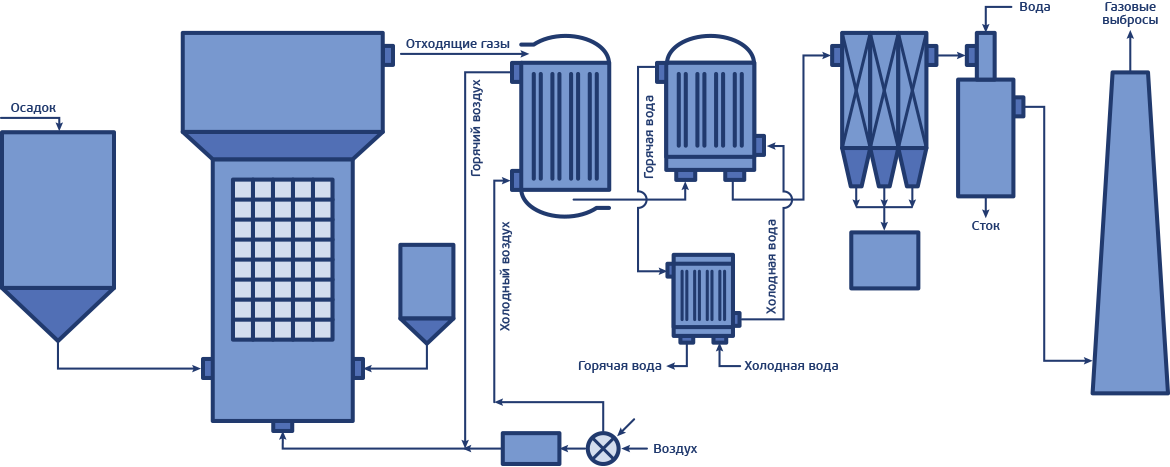 Вода
Газовые
выбросы
Отходящие газы
Осадок
Горячий воздух
Горячая вода
Холодный воздух
Холодная вода
Сток
Горячая вода
Холодная вода
Воздух